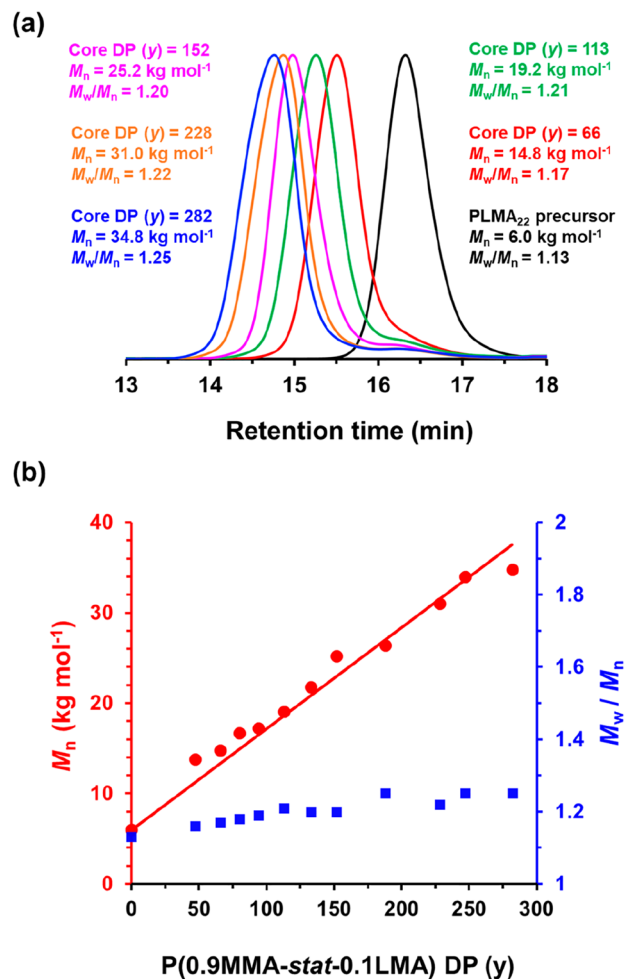 (a)
Core DP (y) = 152
Mn = 25.2 kg mol-1
Mw/Mn = 1.20
Core DP (y) = 228
Mn = 31.0 kg mol-1
Mw/Mn = 1.22
Core DP (y) = 282
Mn = 34.8 kg mol-1
Mw/Mn = 1.25
Core DP (y) = 113
Mn = 19.2 kg mol-1
Mw/Mn = 1.21
Core DP (y) = 66
Mn = 14.8 kg mol-1
Mw/Mn = 1.17
PLMA22 precursor
Mn = 6.0 kg mol-1
Mw/Mn = 1.13
13 14 15 16 17 18
Retention time (min)
(b)
Mn (kg mol-1)
40
30
20
10
0
2
1.8
1.6
1.4
1.2
1
Mw / Mn
0 50 100 150 200 250 300
P(0.9MMA-stat-0.1LMA) DP (y)